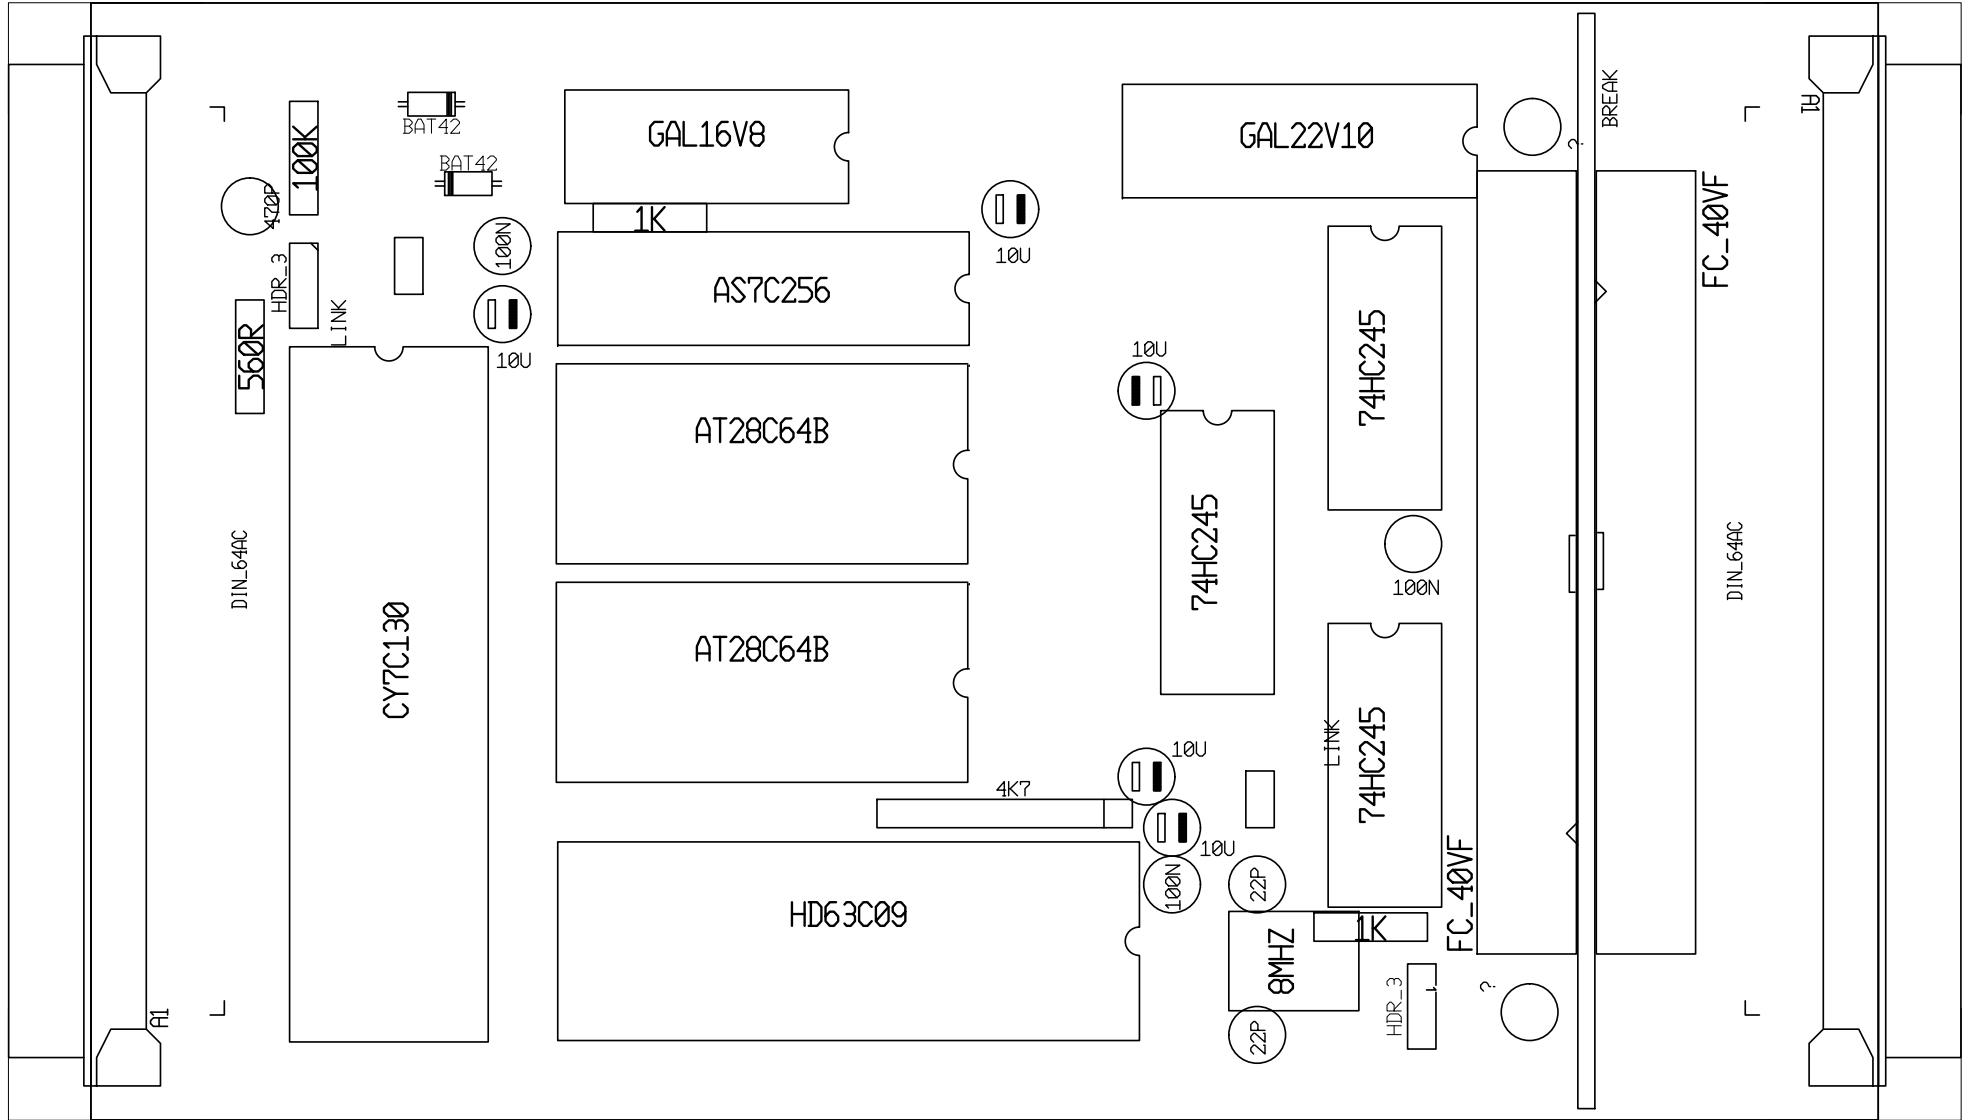 BREAK
A1
BAT42
GAL16V8
GAL22V10
?
100K
BAT42
470P
1K
100N
10U
FC_40VF
HDR_3
AS7C256
LINK
10U
560R
10U
74HC245
AT28C64B
74HC245
DIN_64AC
DIN_64AC
100N
CY7C130
AT28C64B
LINK
74HC245
10U
4K7
10U
100N
22P
FC_40VF
HD63C09
1K
8MHZ
HDR_3
1
?
A1
22P